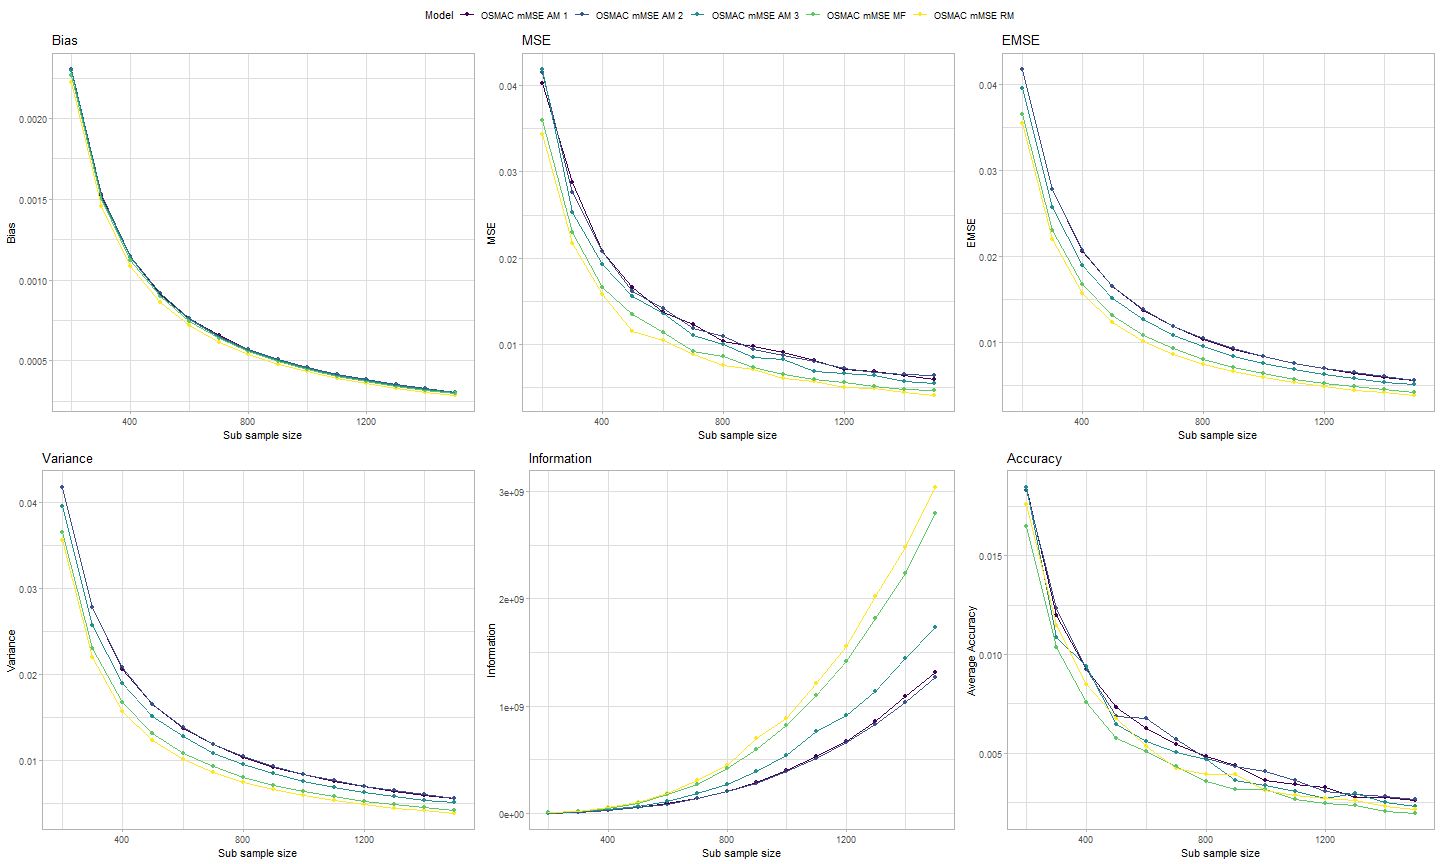 Model OSMAC mMSE AM 1 OSMAC mMSE AM 2 OSMAC mMSE AM 3 OSMAC mMSE MF OSMAC mMSE RM
Bias
0.0020
0.0015
0.0010
0.0005
Bias
400 800 1200
Sub sample size
MSE
0.04
0.03
0.02
0.01
MSE
400 800 1200
Sub sample size
EMSE
0.04
0.03
0.02
0.01
EMSE
400 800 1200
Sub sample size
Variance
0.04
0.03
0.02
0.01
Variance
400 800 1200
Sub sample size
Information
3e+09
2e+09
1e+09
0e+00
Information
400 800 1200
Sub sample size
Accuracy
0.015
0.010
0.005
Average Accuracy
400 800 1200
Sub sample size